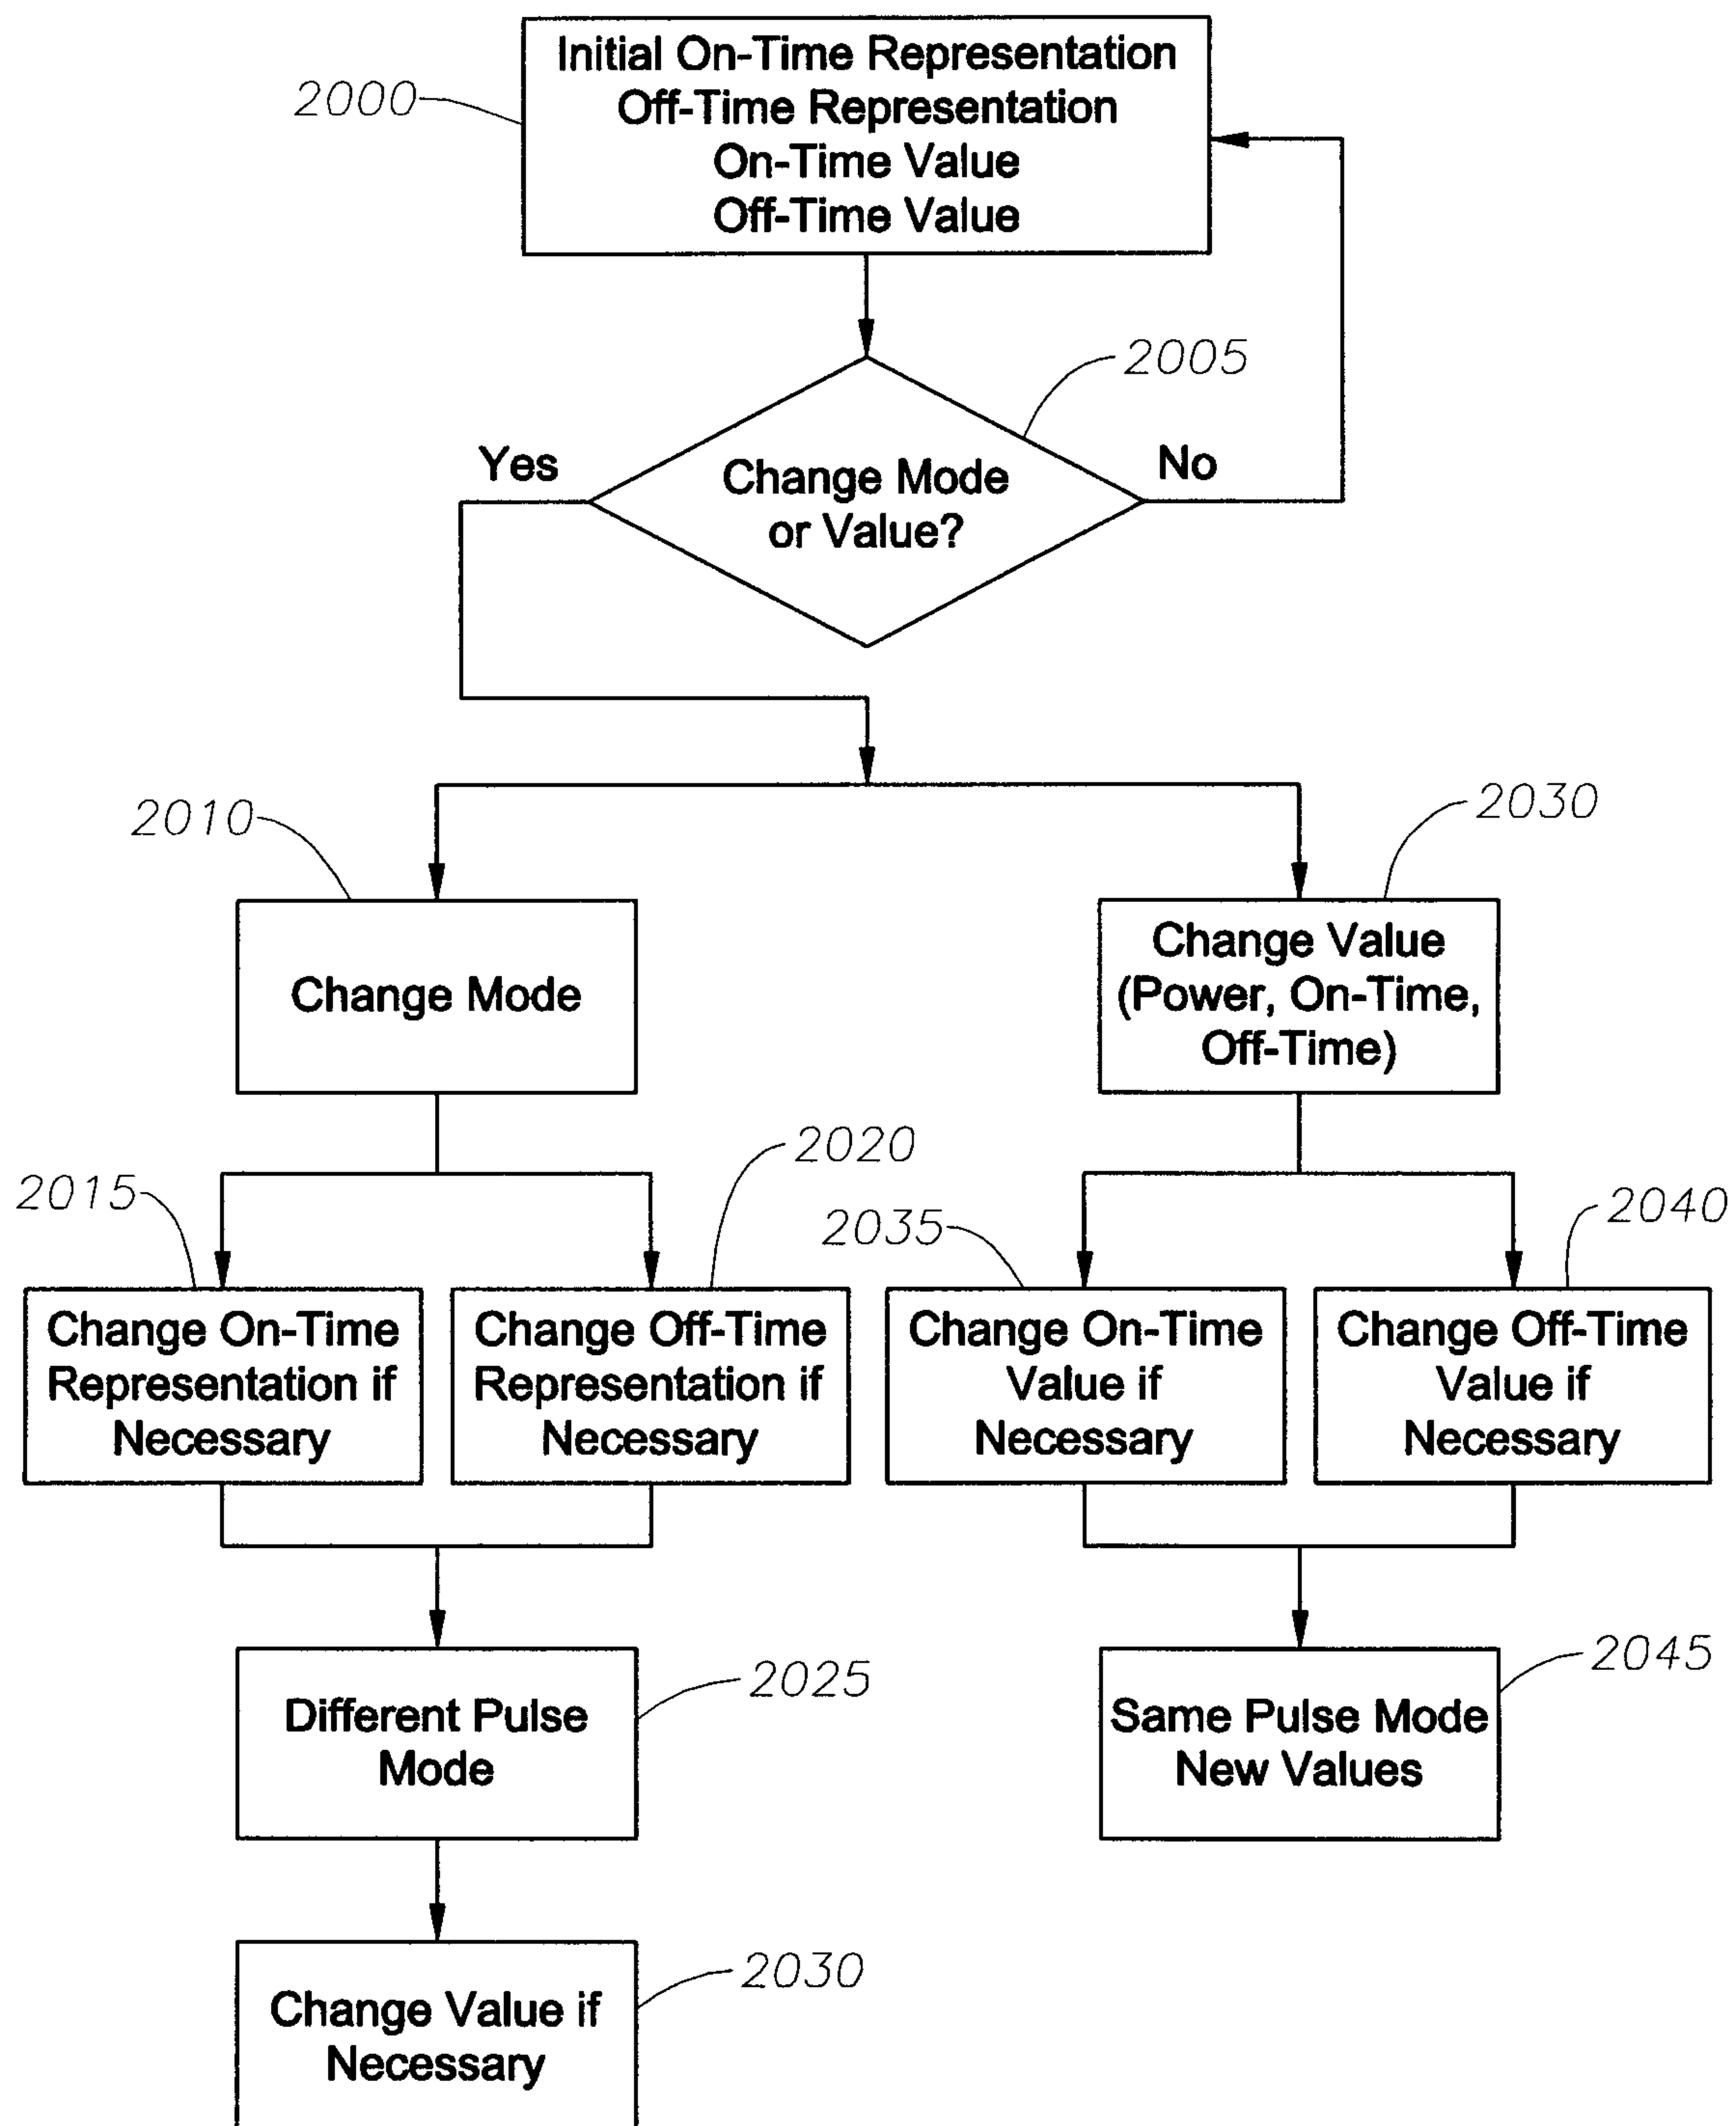 Initial On-Time Representation
Off-Time Representation
On-Time Value
Off-Time Value
2000
2005
Yes
Change Mode
or Value?
No
2010
2030
Change Mode
Change Value
(Power, On-Time,
Off-Time)
2015
2020
2035
2040
Change On-Time
Representation if
Necessary
Change Off-Time
Representation if
Necessary
Change On-Time
Value if
Necessary
Change Off-Time
Value if
Necessary
Different Pulse
Mode
2025
Same Pulse Mode
New Values
2045
Change Value if
Necessary
2030